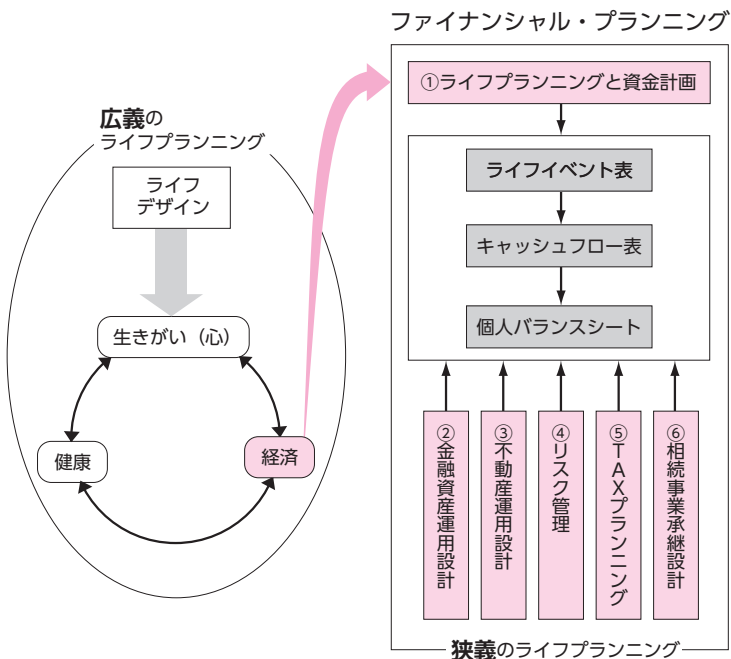 ファイナンシャル・プランニング
①ライフプランニングと資金計画
広義の
ライフプランニング
ライフ
デザイン
生きがい（心）
健康
経済
ライフイベント表
キャッシュフロー表
個人バランスシート
②金融資産運用設計
③不動産運用設計
④リスク管理
⑤TAXプランニング
⑥相続事業承継設計
狭義のライフプランニング